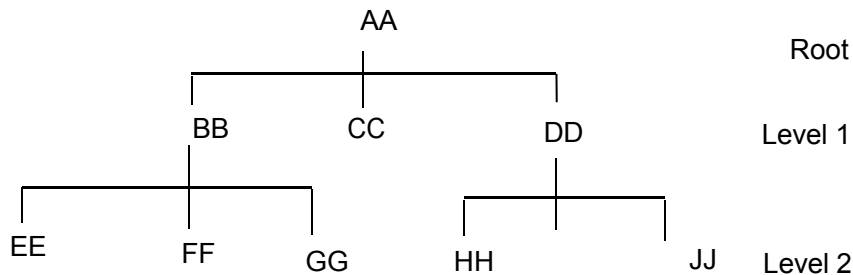 AA
Root
BB CC DD Level 1
EE FF GG HH JJ Level 2